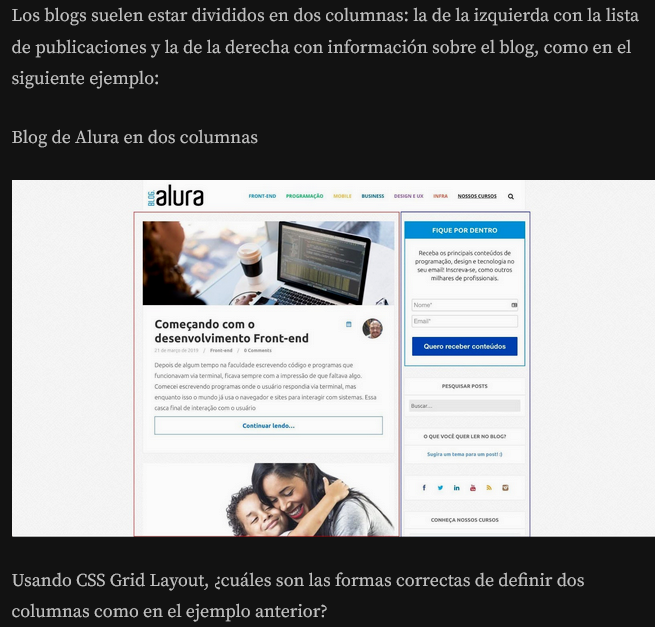 Los blogs suelen estar divididos en dos columnas: la de la izquierda con la lista
de publicaciones y la de la derecha con información sobre el blog, como en el
siguiente ejemplo:
Blog de Alura en dos columnas
BLOG alura
FRONT-END PROGRAMAÇÃO MOBILE BUSINESS DESIGN E UX INFRA NOSSOS CURSOS
Começando com o
desenvolvimento Front-end
21 de março de 2019 / Front-end / 0 Comments
Depois de algum tempo na faculdade escrevendo código e programas que
funcionavam via terminal, ficava sempre com a impressão de que faltava algo.
Comecei escrevendo programas onde o usuário respondia via terminal, mas
enquanto isso o mundo já usa o navegador e sites para interagir com sistemas. Essa
casca final de interação com o usuário
Continuar lendo...
FIQUE POR DENTRO
Receba os principais conteúdos de
programação, design e tecnologia no
seu email! Inscreva-se, como outros
milhares de profissionais.
Nome*
Email*
Quero receber conteúdos
PESQUISAR POSTS
Buscar...
O QUE VOCÊ QUER LER NO BLOG?
Sugira um tema para um post! :)
CONHEÇA NOSSOS CURSOS
Usando CSS Grid Layout, ¿cuáles son las formas correctas de definir dos
columnas como en el ejemplo anterior?